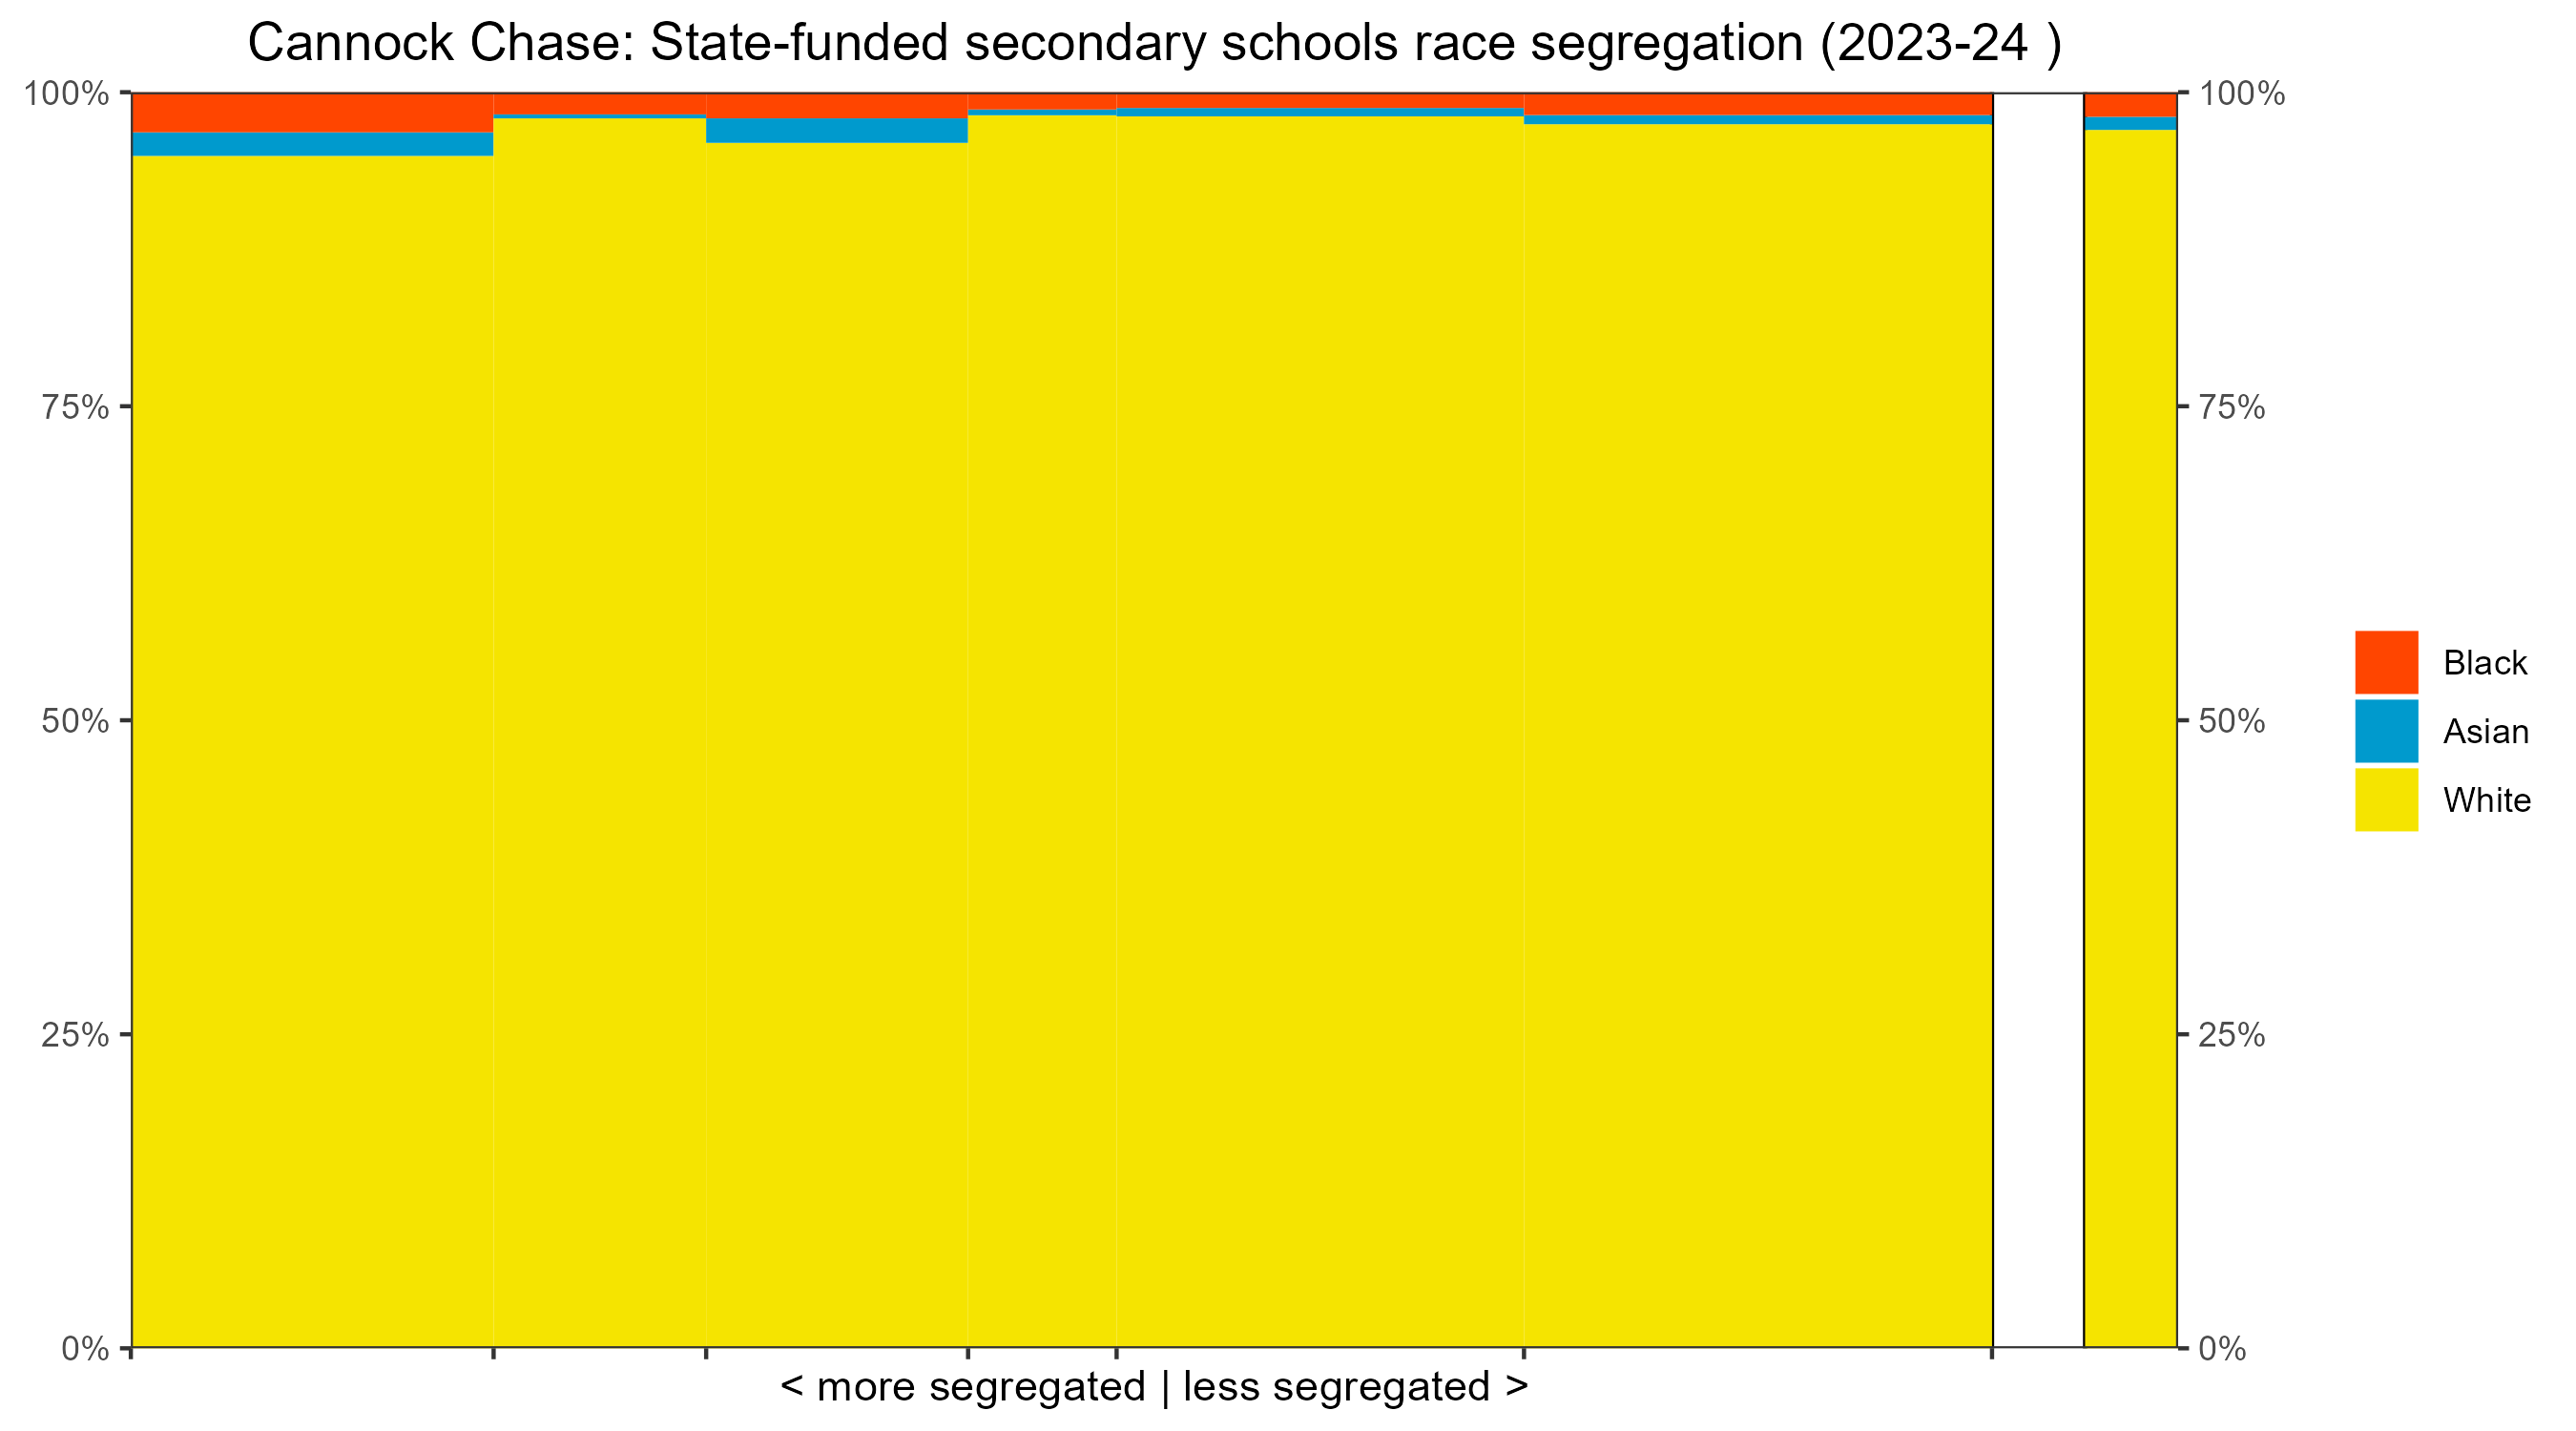 Cannock Chase: State-funded secondary schools race segregation (2023-24 )
100%
75%
50%
25%
0%
100%
75%
50%
25%
0%
Black
Asian
White
< more segregated | less segregated >